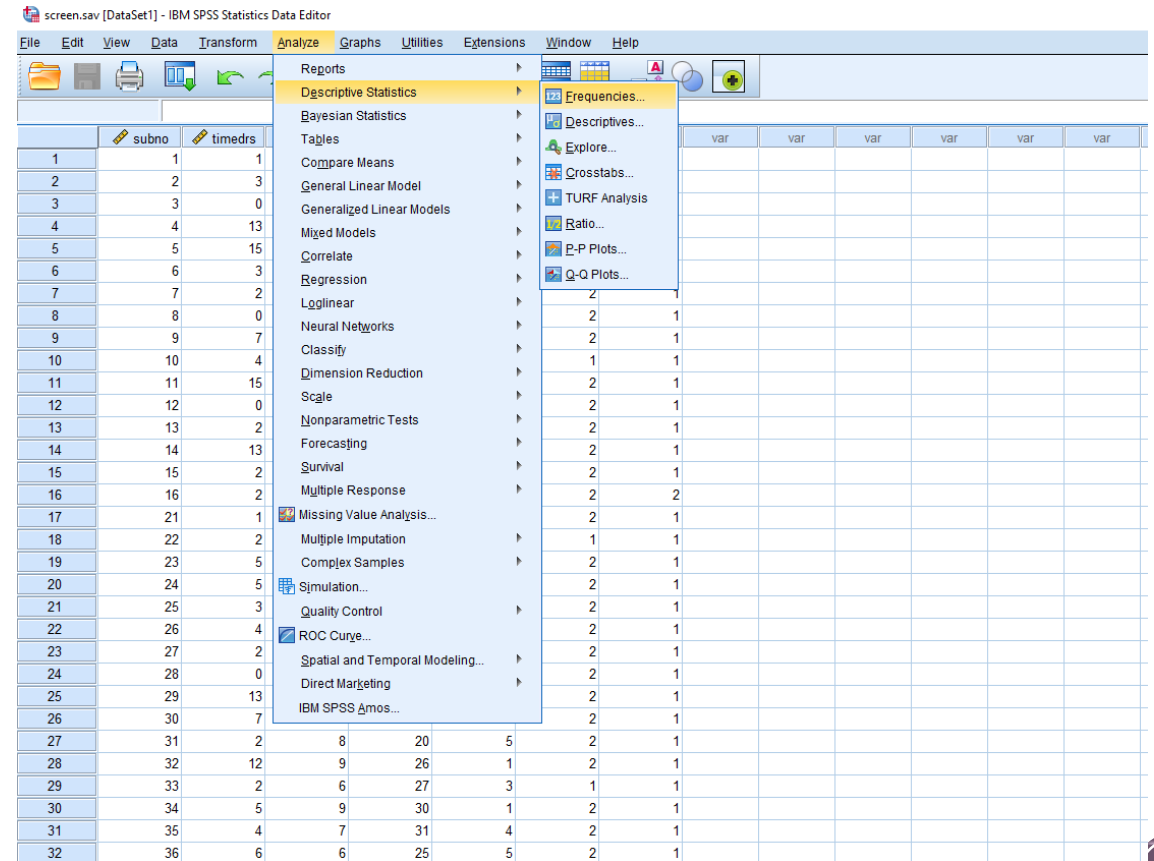 screen.sav [DataSet1] - IBM SPSS Statistics Data Editor
File Edit View Data Transform Analyze Graphs Utilities Extensions Window Help
Reports
Descriptive Statistics
Bayesian Statistics
Tables
Compare Means
General Linear Model
Generalized Linear Models
Mixed Models
Correlate
Regression
Loglinear
Neural Networks
Classify
Dimension Reduction
Scale
Nonparametric Tests
Forecasting
Survival
Multiple Response
Missing Value Analysis...
Multiple Imputation
Complex Samples
Simulation...
Quality Control
ROC Curve...
Spatial and Temporal Modeling...
Direct Marketing
IBM SPSS Amos...
123 Frequencies...
Descriptives...
Explore...
Crosstabs...
TURF Analysis
1/2 Ratio...
P-P Plots...
Q-Q Plots...
A
subno timedrs var var var var var var
1 1 1
2 2 3
3 3 0
4 4 13
5 5 15
6 6 3
7 7 2 2 1
8 8 0 2 1
9 9 7 2 1
10 10 4 1 1
11 11 15 2 1
12 12 0 2 1
13 13 2 2 1
14 14 13 2 1
15 15 2 2 1
16 16 2 2 2
17 21 1 2 1
18 22 2 1 1
19 23 5 2 1
20 24 5 2 1
21 25 3 2 1
22 26 4 2 1
23 27 2 2 1
24 28 0 2 1
25 29 13 2 1
26 30 7 2 1
27 31 2 8 20 5 2 1
28 32 12 9 26 1 2 1
29 33 2 6 27 3 1 1
30 34 5 9 30 1 2 1
31 35 4 7 31 4 2 1
32 36 6 6 25 5 2 1